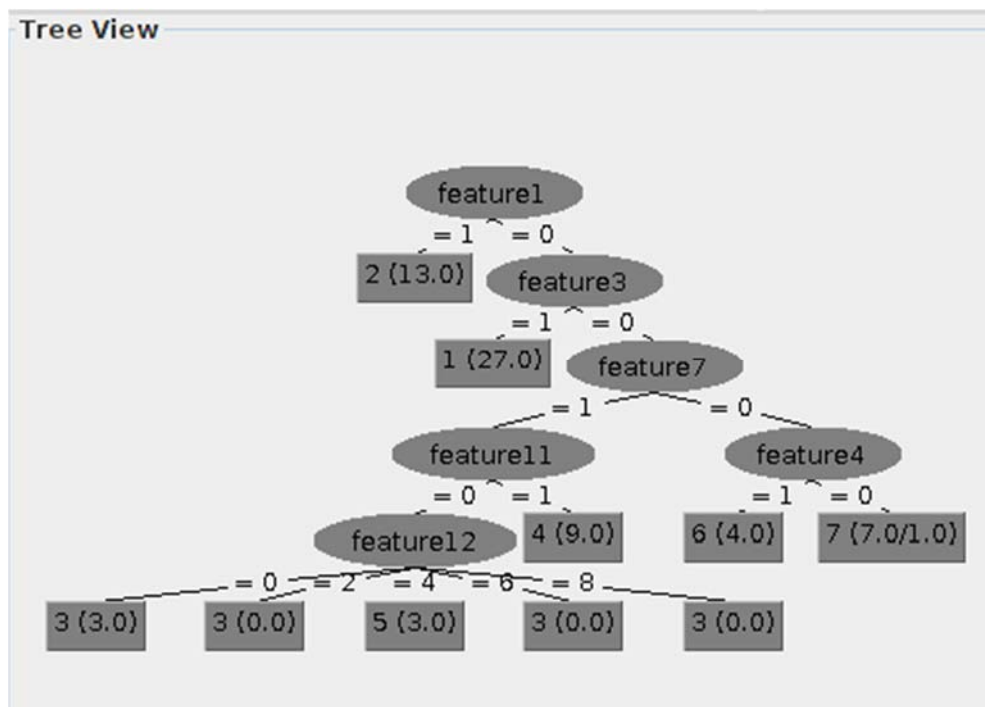 Tree View
feature1
= 1 = 0
2 (13.0) feature3
= 1 = 0
1 (27.0) feature7
= 1 = 0
feature11 feature4
= 0 = 1 = 1 = 0
feature12 4 (9.0) 6 (4.0) 7 (7.0/1.0)
= 0 = 2 = 4 = 6 = 8
3 (3.0) 3 (0.0) 5 (3.0) 3 (0.0) 3 (0.0)